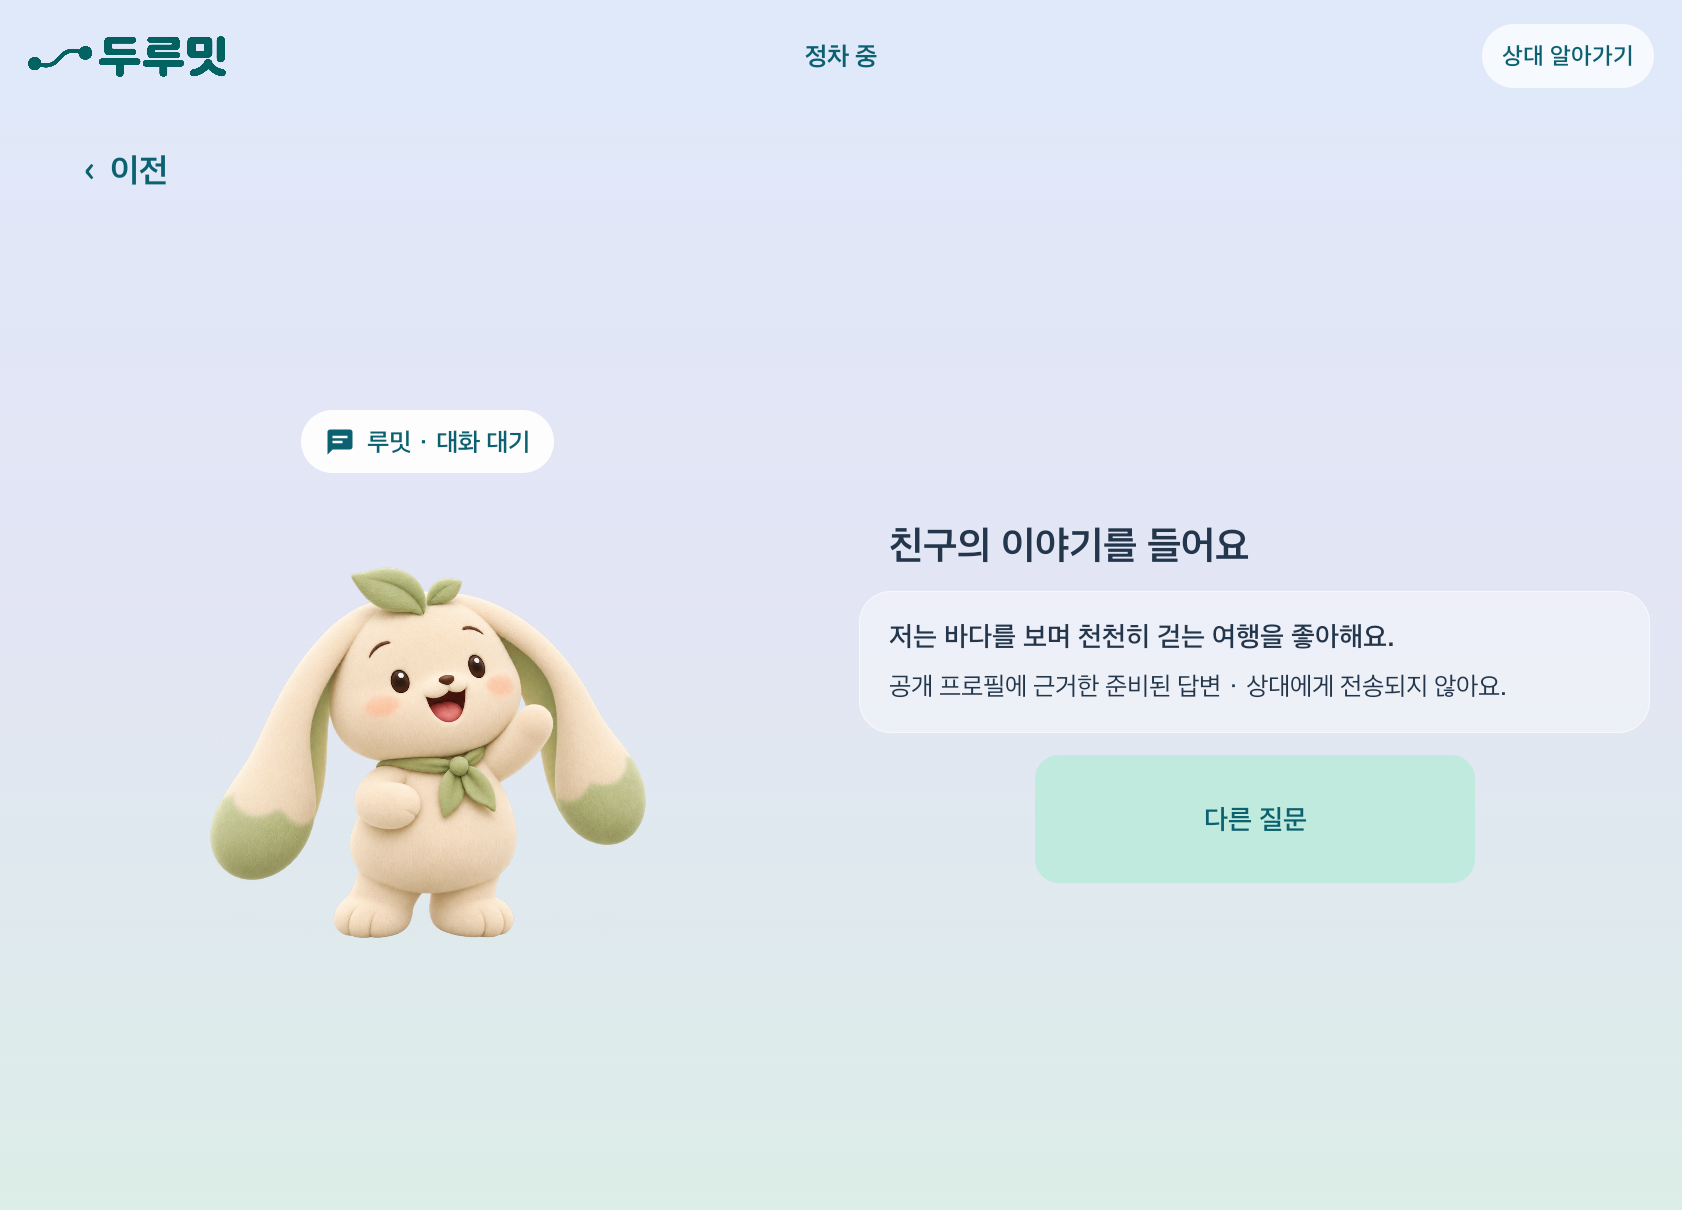 두루밋
정차 중
상대 알아가기
‹ 이전
루밋 · 대화 대기
친구의 이야기를 들어요
저는 바다를 보며 천천히 걷는 여행을 좋아해요.
공개 프로필에 근거한 준비된 답변 · 상대에게 전송되지 않아요.
다른 질문